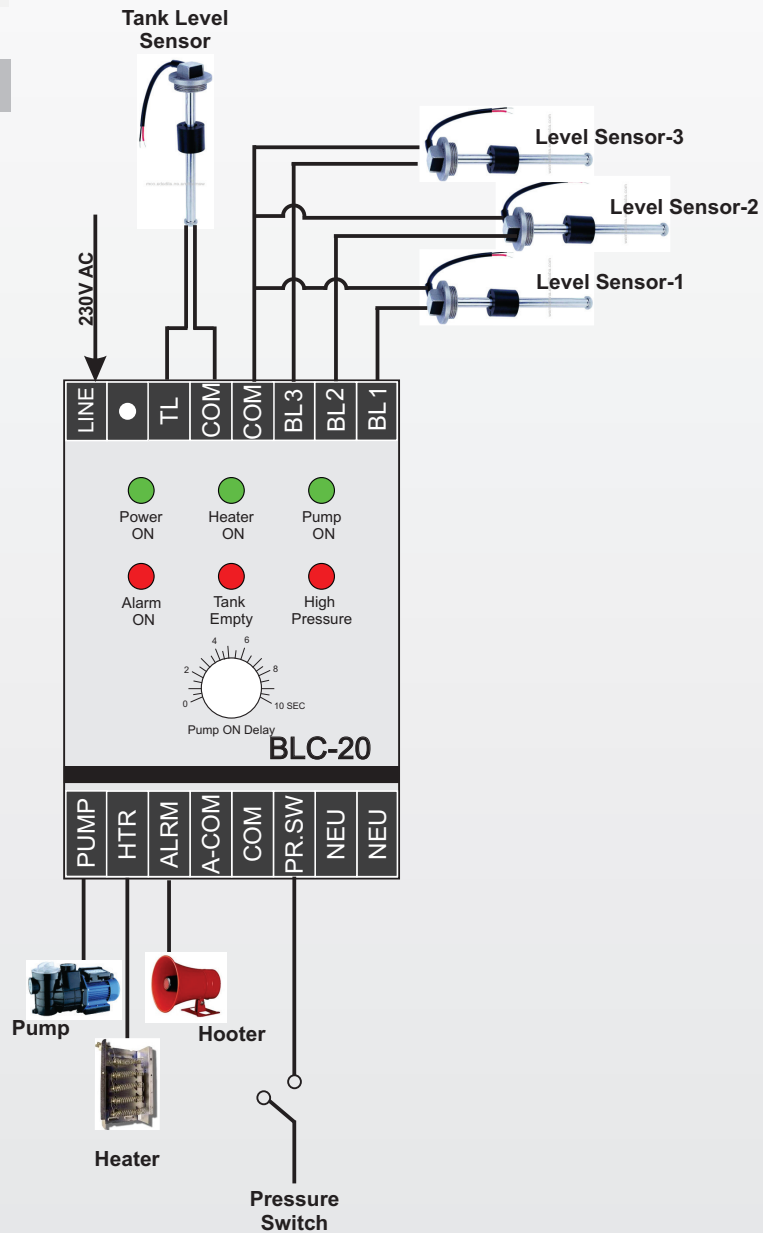 Tank Level
Sensor
Level Sensor-3
Level Sensor-2
Level Sensor-1
230V AC
LINE
TL
COM
COM
BL3
BL2
BL1
Power
ON
Heater
ON
Pump
ON
Alarm
ON
Tank
Empty
High
Pressure
0
2
4
6
8
10 SEC
Pump ON Delay
BLC-20
PUMP
HTR
ALRM
A-COM
COM
PR.SW
NEU
NEU
Pump
Hooter
Heater
Pressure
Switch